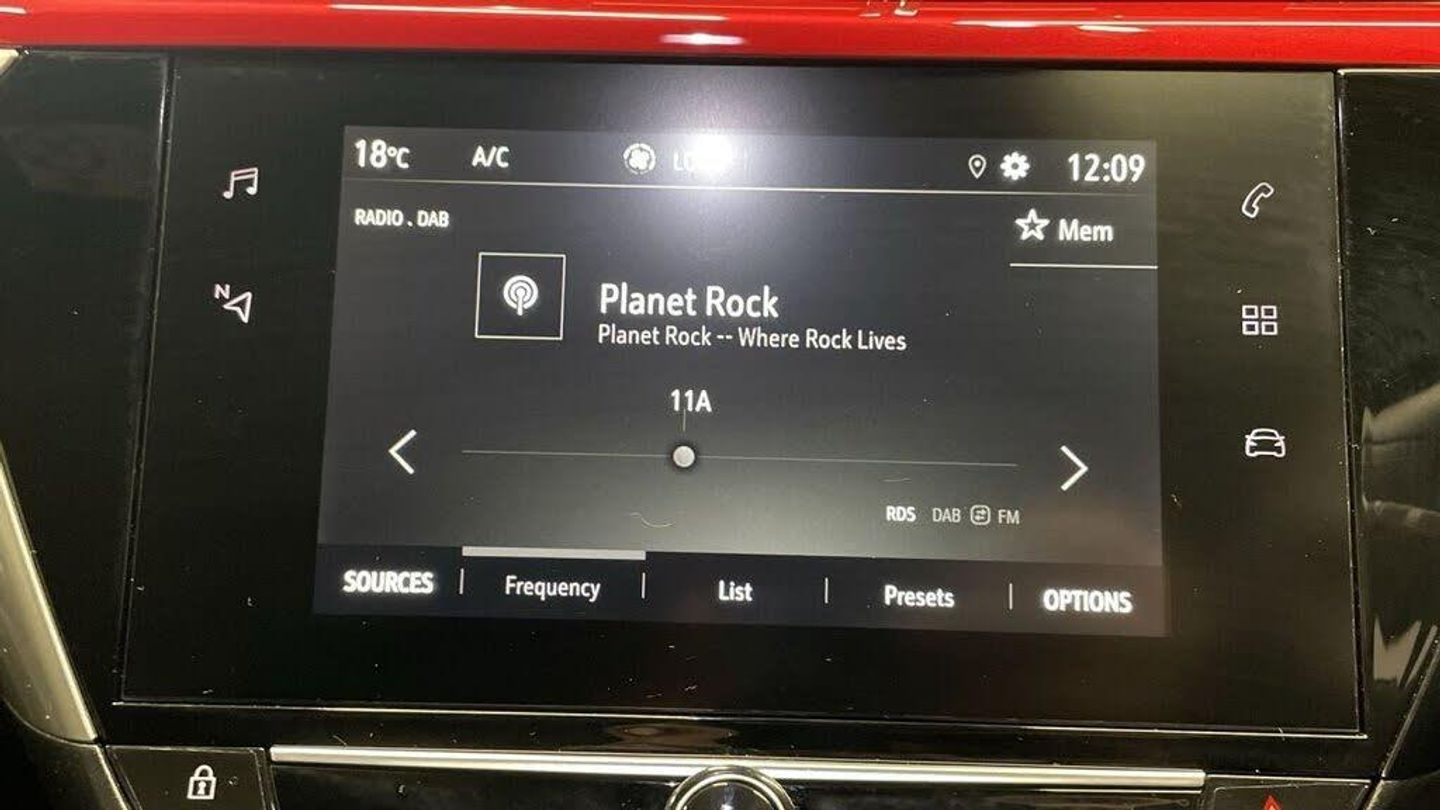 18°C A/C 12:09
RADIO . DAB
Mem
Planet Rock
Planet Rock -- Where Rock Lives
11A
RDS DAB FM
SOURCES | Frequency | List | Presets | OPTIONS
N